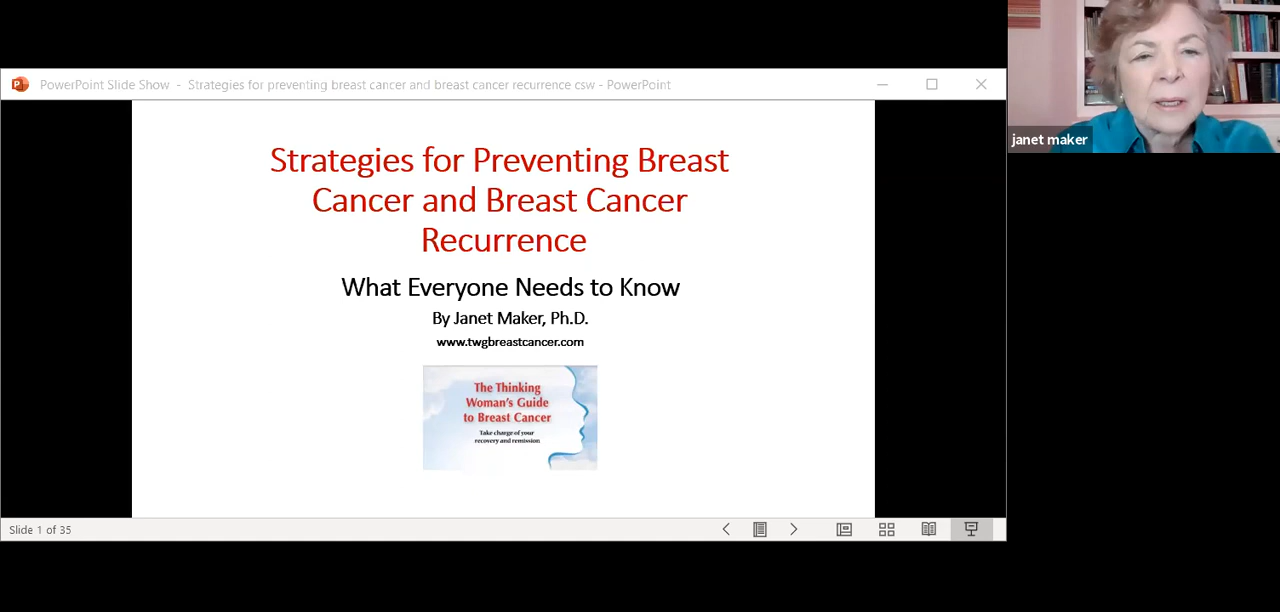 PowerPoint Slide Show - Strategies for preventing breast cancer and breast cancer recurrence csw - PowerPoint
janet maker
Strategies for Preventing Breast
Cancer and Breast Cancer
Recurrence
What Everyone Needs to Know
By Janet Maker, Ph.D.
www.twgbreastcancer.com
The Thinking
Woman's Guide
to Breast Cancer
Take charge of your
recovery and remission
Slide 1 of 35